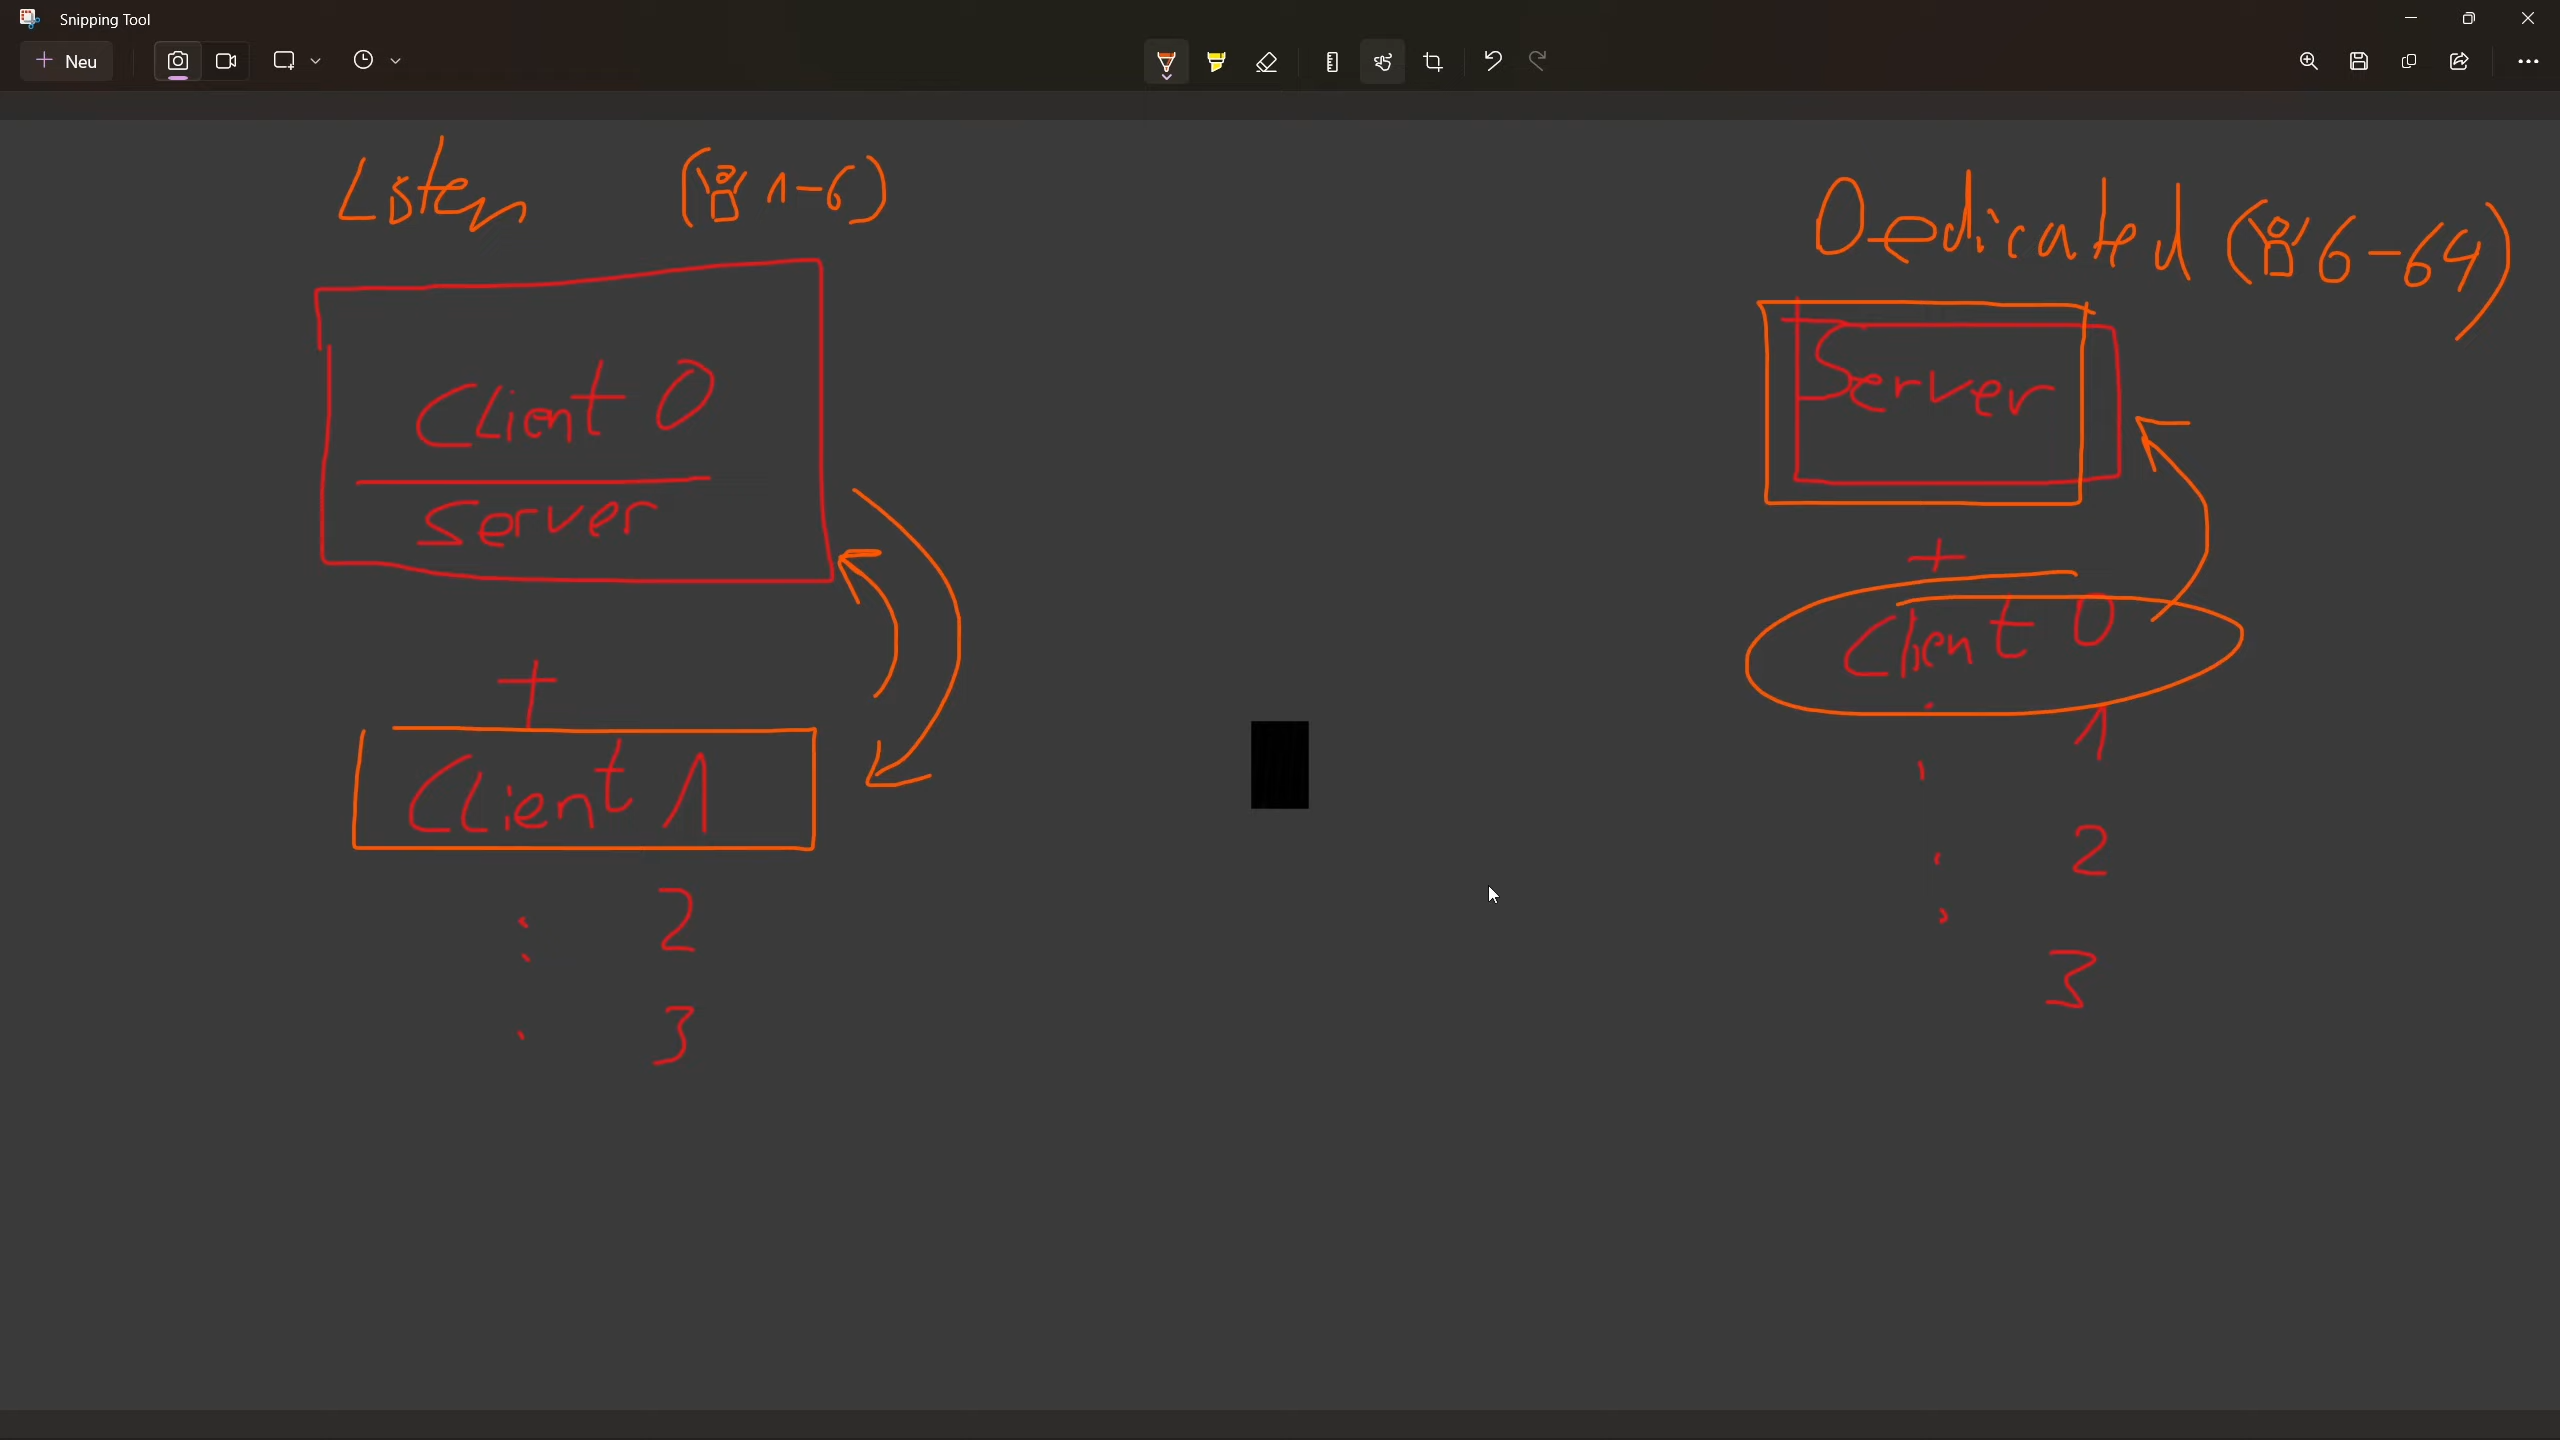 Snipping Tool
Neu
Listen (1-6)
Client 0
Server
+
Client 1
: 2
. 3
Dedicated (6-64)
Server
+
Client 0
1
2
3